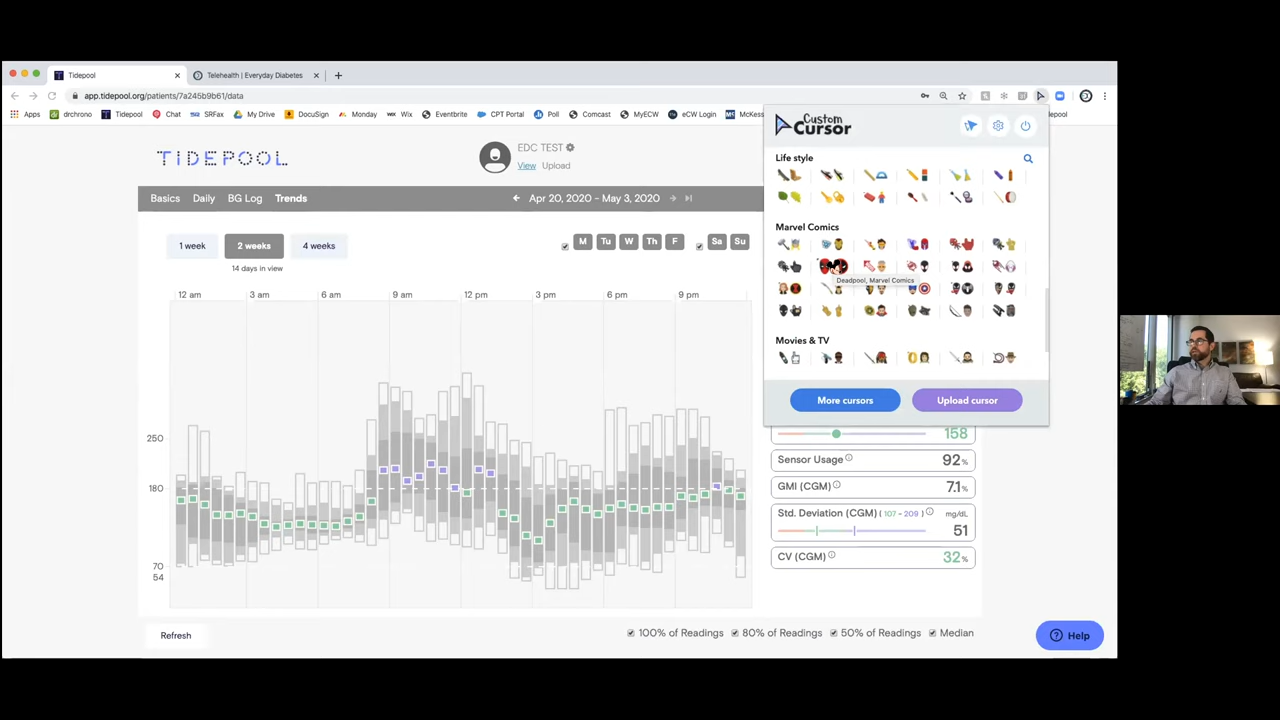 Tidepool
Telehealth | Everyday Diabetes
app.tidepool.org/patients/7a245b9b61/data
Apps drchrono Tidepool Chat SRFax My Drive DocuSign Monday Wix Eventbrite CPT Portal Comcast MyECW eCW Login McKess depool
Custom Cursor
TIDEPOOL
EDC TEST
View Upload
Life style
Basics Daily BG Log Trends
Apr 20, 2020 - May 3, 2020
Marvel Comics
1 week 2 weeks 4 weeks
M Tu W Th F Sa Su
14 days in view
Deadpool, Marvel Comics
12 am 3 am 6 am 9 am 12 pm 3 pm 6 pm 9 pm
Movies & TV
More cursors Upload cursor
250
180
70
54
158
Sensor Usage 92%
GMI (CGM) 7.1%
Std. Deviation (CGM) (107 - 209) mg/dL
51
CV (CGM) 32%
Refresh
100% of Readings 80% of Readings 50% of Readings Median
Help